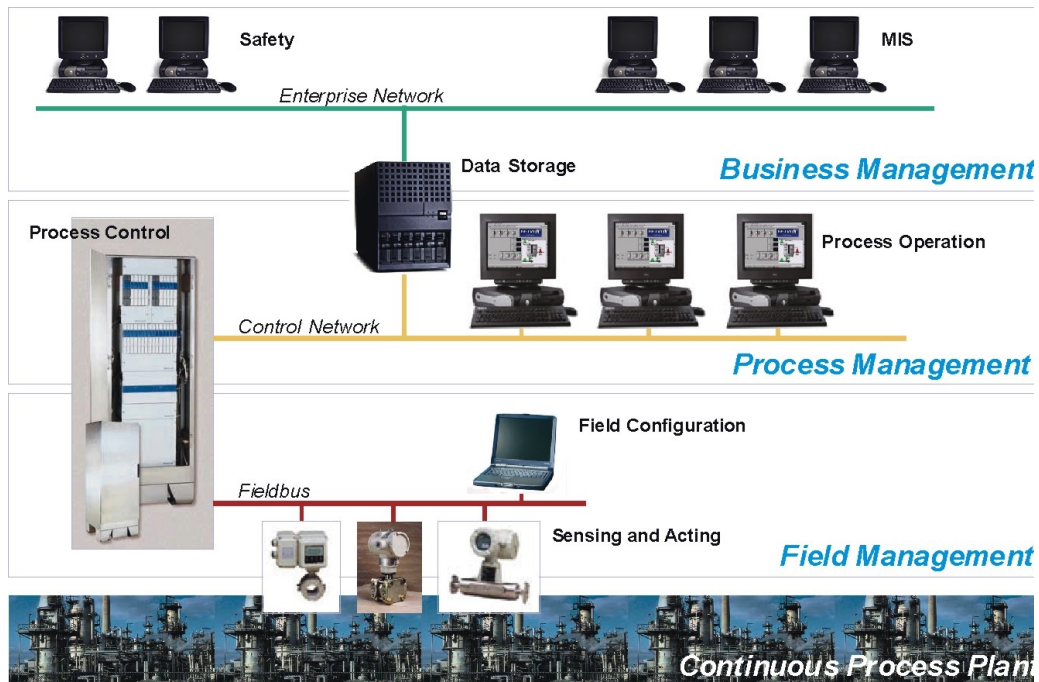 Safety
MIS
Enterprise Network
Data Storage
Business Management
Process Control
Process Operation
Control Network
Process Management
Field Configuration
Fieldbus
Sensing and Acting
Field Management
Continuous Process Plant